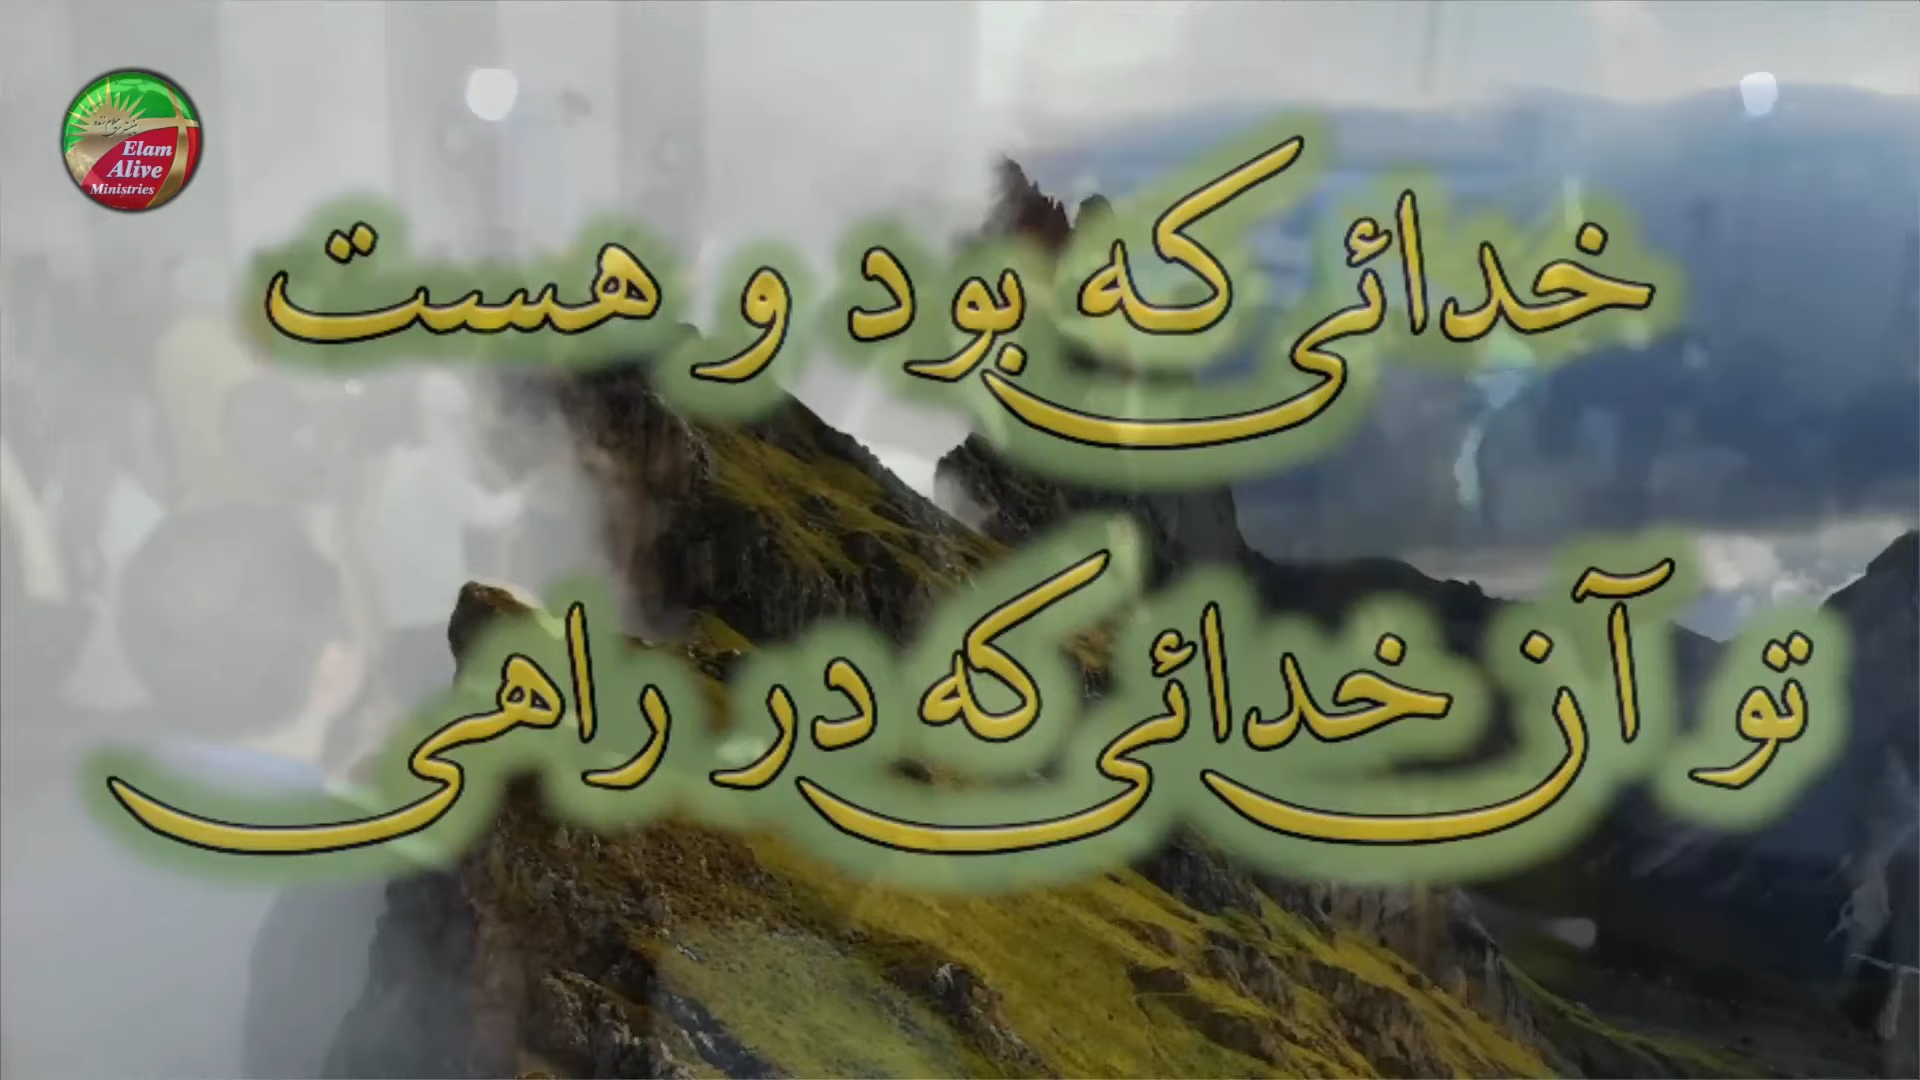 Elam
Alive
Ministries
خدائی که بود و هست
تو آن خدائی که در راهی